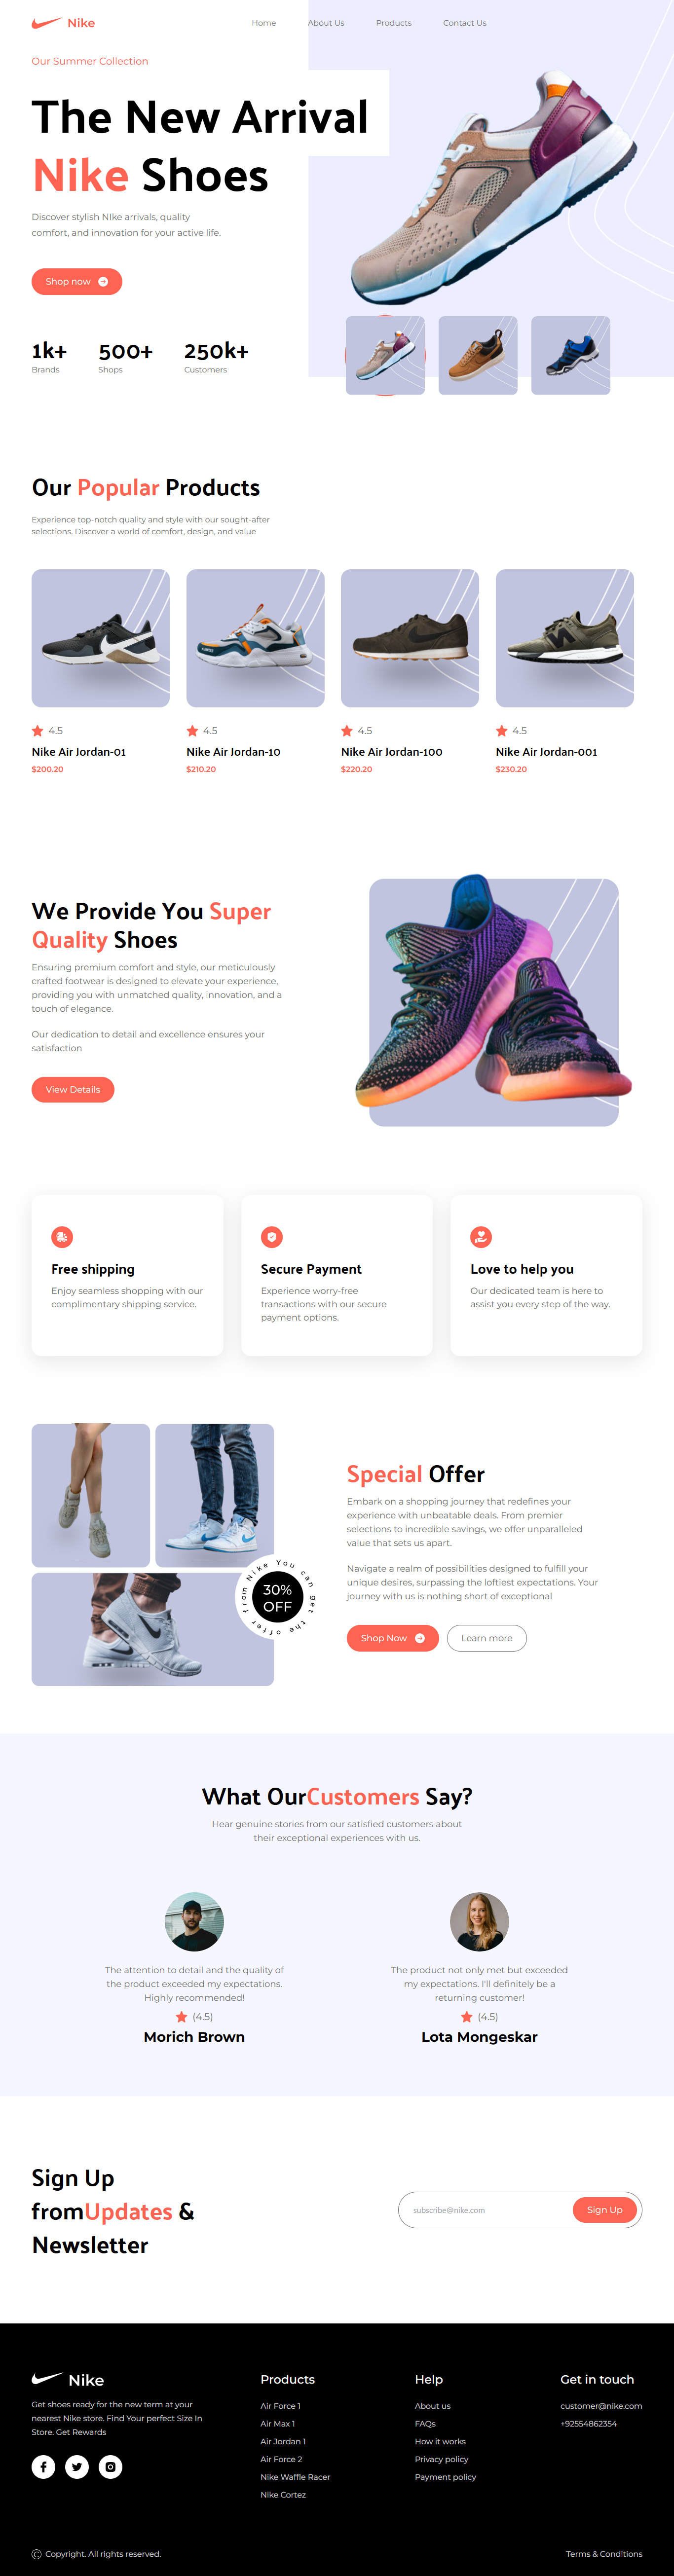 Nike
Home
About Us
Products
Contact Us
Our Summer Collection
The New Arrival
Nike Shoes
Discover stylish NIke arrivals, quality
comfort, and innovation for your active life.
Shop now
1k+
Brands
500+
Shops
250k+
Customers
Our Popular Products
Experience top-notch quality and style with our sought-after
selections. Discover a world of comfort, design, and value
4.5
Nike Air Jordan-01
$200.20
4.5
Nike Air Jordan-10
$210.20
4.5
Nike Air Jordan-100
$220.20
4.5
Nike Air Jordan-001
$230.20
We Provide You Super
Quality Shoes
Ensuring premium comfort and style, our meticulously
crafted footwear is designed to elevate your experience,
providing you with unmatched quality, innovation, and a
touch of elegance.
Our dedication to detail and excellence ensures your
satisfaction
View Details
Free shipping
Enjoy seamless shopping with our
complimentary shipping service.
Secure Payment
Experience worry-free
transactions with our secure
payment options.
Love to help you
Our dedicated team is here to
assist you every step of the way.
You can get the offer from Nike
30%
OFF
Special Offer
Embark on a shopping journey that redefines your
experience with unbeatable deals. From premier
selections to incredible savings, we offer unparalleled
value that sets us apart.
Navigate a realm of possibilities designed to fulfill your
unique desires, surpassing the loftiest expectations. Your
journey with us is nothing short of exceptional
Shop Now
Learn more
What OurCustomers Say?
Hear genuine stories from our satisfied customers about
their exceptional experiences with us.
The attention to detail and the quality of
the product exceeded my expectations.
Highly recommended!
(4.5)
Morich Brown
The product not only met but exceeded
my expectations. I'll definitely be a
returning customer!
(4.5)
Lota Mongeskar
Sign Up
fromUpdates &
Newsletter
subscribe@nike.com
Sign Up
Nike
Get shoes ready for the new term at your
nearest Nike store. Find Your perfect Size In
Store. Get Rewards
Products
Air Force 1
Air Max 1
Air Jordan 1
Air Force 2
Nike Waffle Racer
Nike Cortez
Help
About us
FAQs
How it works
Privacy policy
Payment policy
Get in touch
customer@nike.com
+92554862354
© Copyright. All rights reserved.
Terms & Conditions